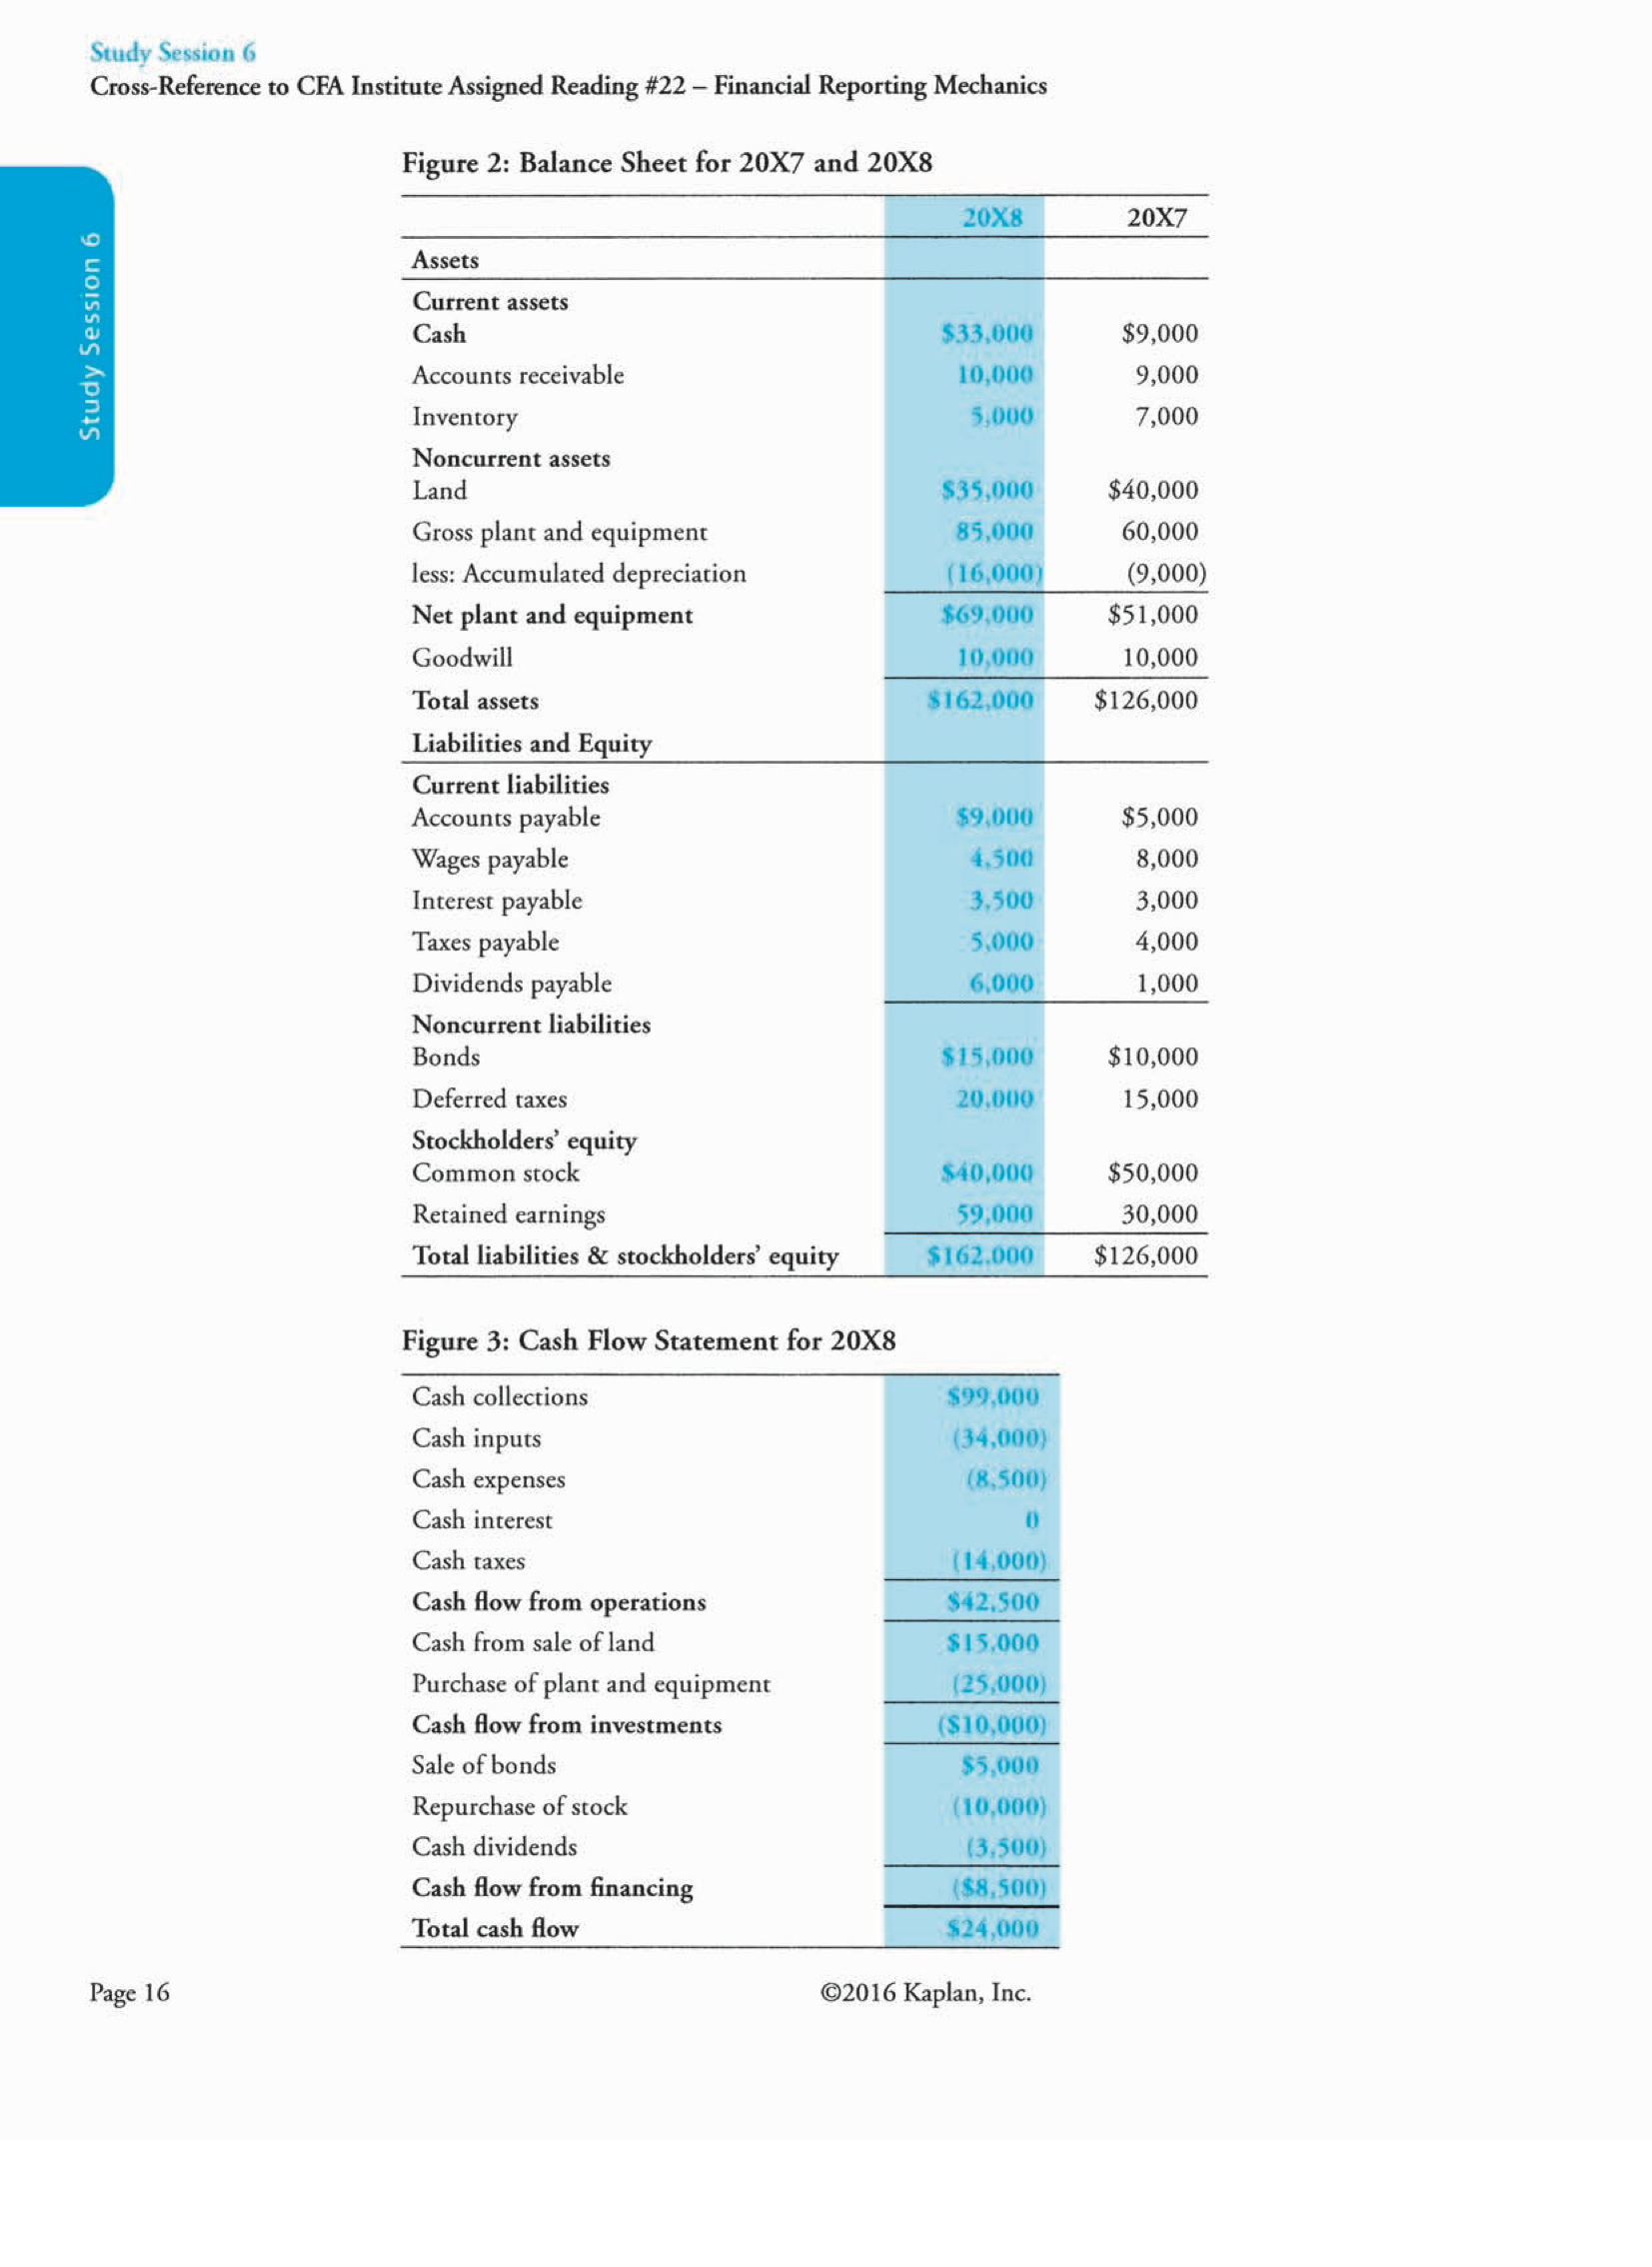 Study Session 6
Cross-Reference to CFA Institute Assigned Reading #22 – Financial Reporting Mechanics
Study Session 6
Figure 2: Balance Sheet for 20X7 and 20X8
20X8 20X7
Assets
Current assets
Cash $33,000 $9,000
Accounts receivable 10,000 9,000
Inventory 5,000 7,000
Noncurrent assets
Land $35,000 $40,000
Gross plant and equipment 85,000 60,000
less: Accumulated depreciation (16,000) (9,000)
Net plant and equipment $69,000 $51,000
Goodwill 10,000 10,000
Total assets $162,000 $126,000
Liabilities and Equity
Current liabilities
Accounts payable $9,000 $5,000
Wages payable 4,500 8,000
Interest payable 3,500 3,000
Taxes payable 5,000 4,000
Dividends payable 6,000 1,000
Noncurrent liabilities
Bonds $15,000 $10,000
Deferred taxes 20,000 15,000
Stockholders' equity
Common stock $40,000 $50,000
Retained earnings 59,000 30,000
Total liabilities & stockholders' equity $162,000 $126,000
Figure 3: Cash Flow Statement for 20X8
Cash collections $99,000
Cash inputs (34,000)
Cash expenses (8,500)
Cash interest 0
Cash taxes (14,000)
Cash flow from operations $42,500
Cash from sale of land $15,000
Purchase of plant and equipment (25,000)
Cash flow from investments ($10,000)
Sale of bonds $5,000
Repurchase of stock (10,000)
Cash dividends (3,500)
Cash flow from financing ($8,500)
Total cash flow $24,000
Page 16 ©2016 Kaplan, Inc.